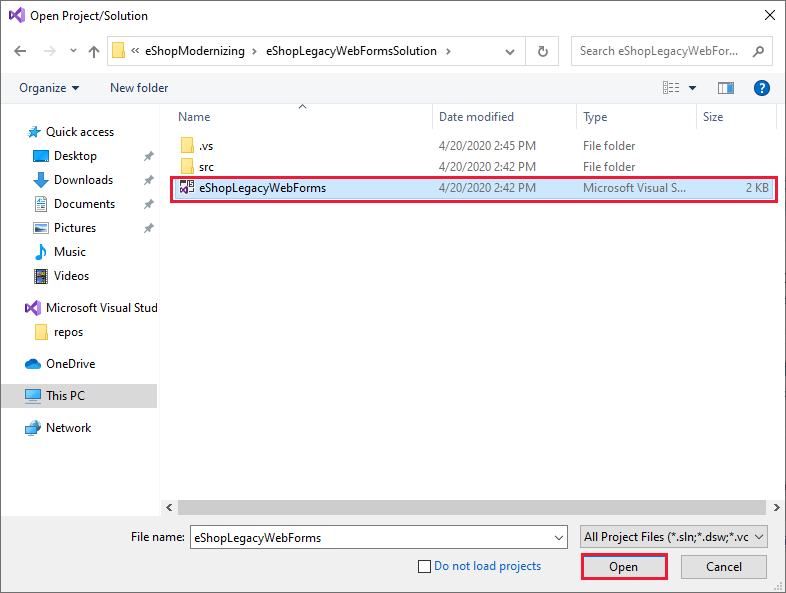 Open Project/Solution
« eShopModernizing > eShopLegacyWebFormsSolution >
Search eShopLegacyWebFor...
Organize
New folder
?
Name
Date modified
Type
Size
Quick access
Desktop
Downloads
Documents
Pictures
Music
Videos
Microsoft Visual Stud
repos
OneDrive
This PC
Network
.vs 4/20/2020 2:45 PM File folder
src 4/20/2020 2:42 PM File folder
eShopLegacyWebForms 4/20/2020 2:42 PM Microsoft Visual S... 2 KB
File name: eShopLegacyWebForms
All Project Files (*.sln;*.dsw;*.vc
Do not load projects
Open
Cancel